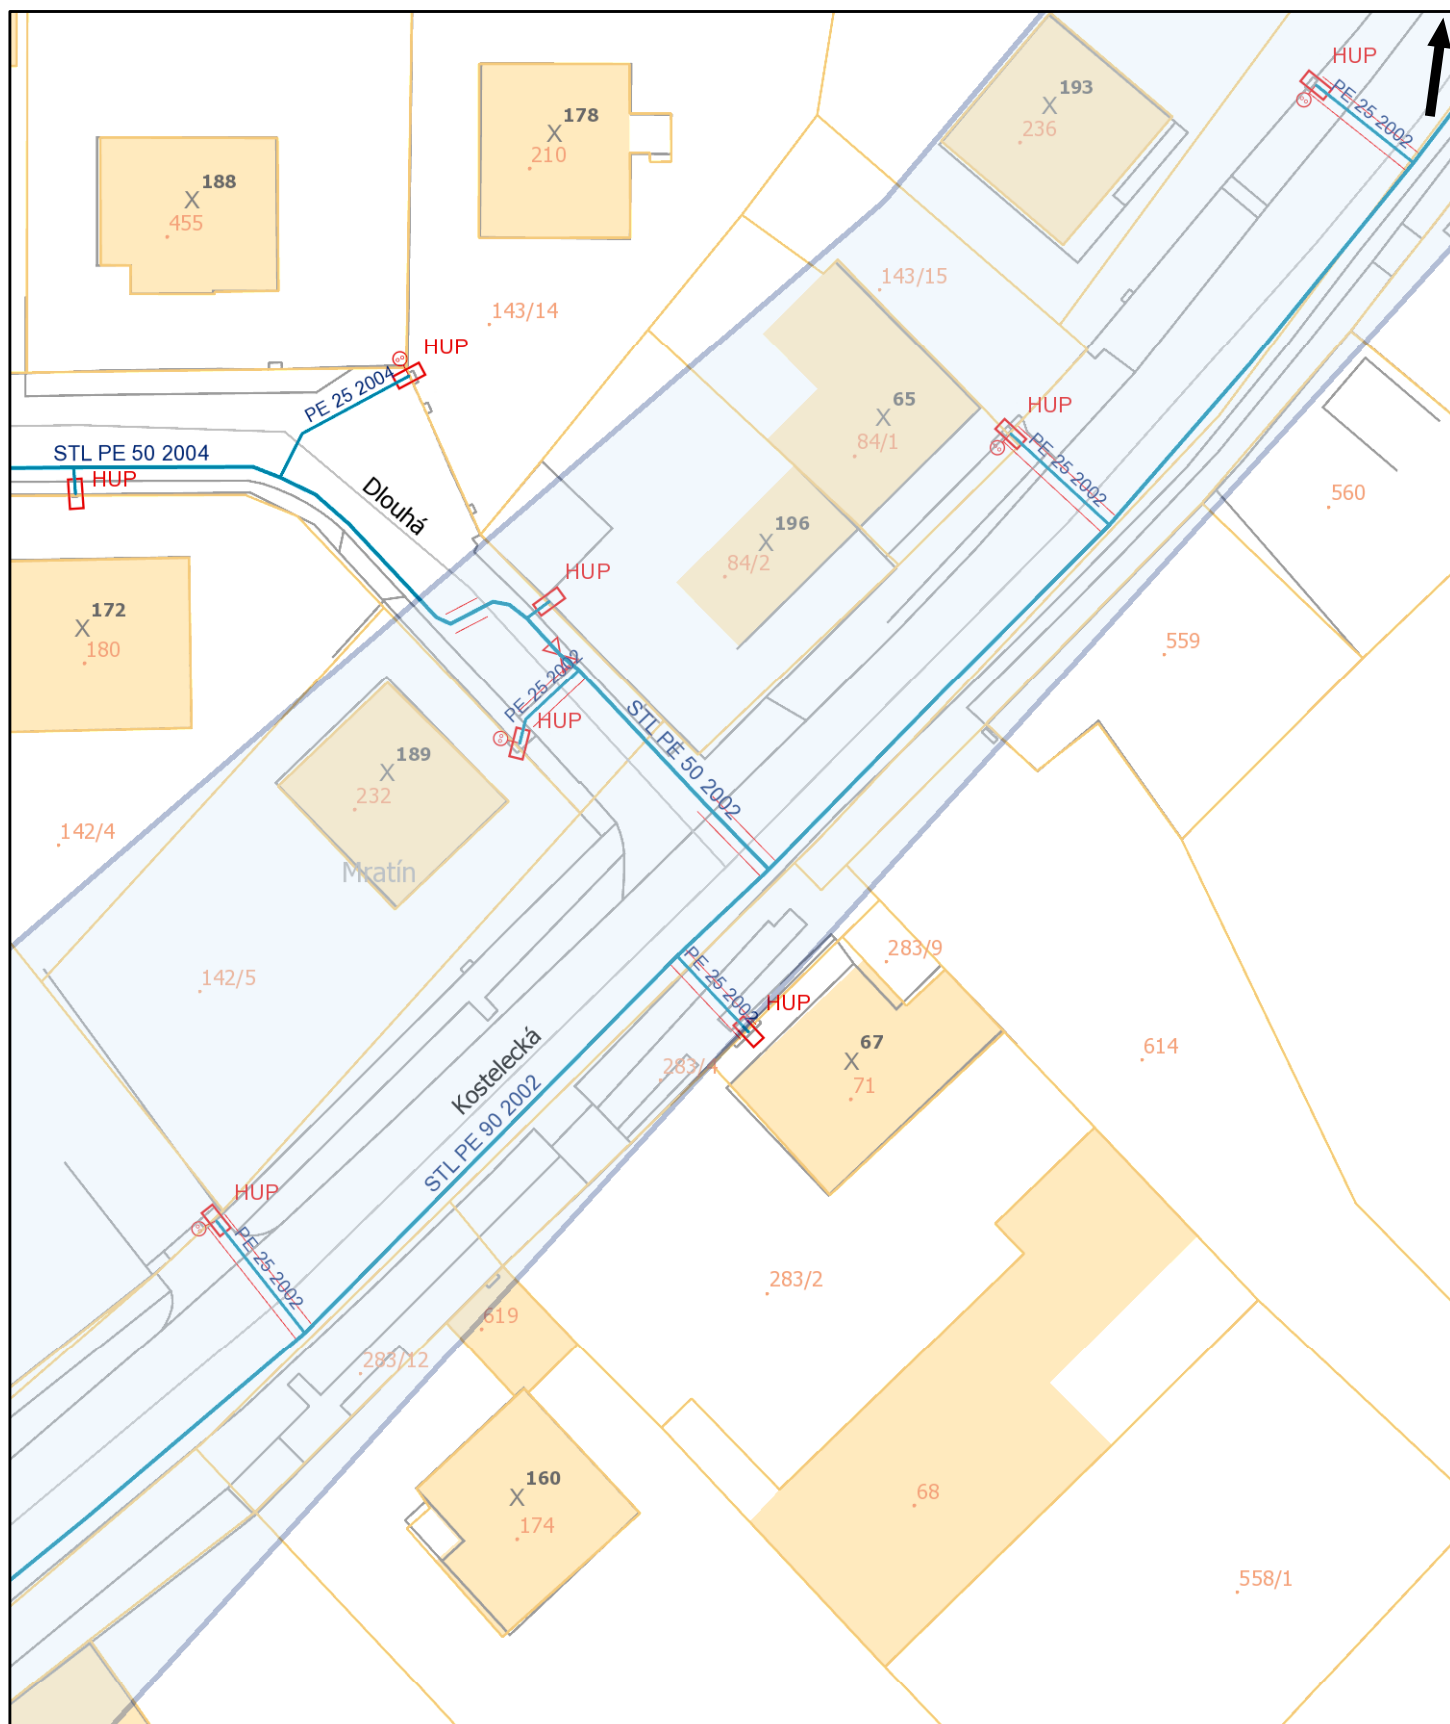 HUP
PE 25 2002
193
X
236
178
X
210
188
X
455
143/15
143/14
HUP
PE 25 2004
STL PE 50 2004
HUP
Dlouhá
65
X
84/1
HUP
PE 25 2002
560
196
X
84/2
HUP
172
X
180
559
PE 25 2002
HUP
STL PE 50 2002
189
X
232
142/4
Mratín
142/5
283/9
PE 25 2002
HUP
67
X
71
283/4
614
Kostelecká
STL PE 90 2002
HUP
PE 25 2002
283/2
619
283/12
160
X
174
68
558/1